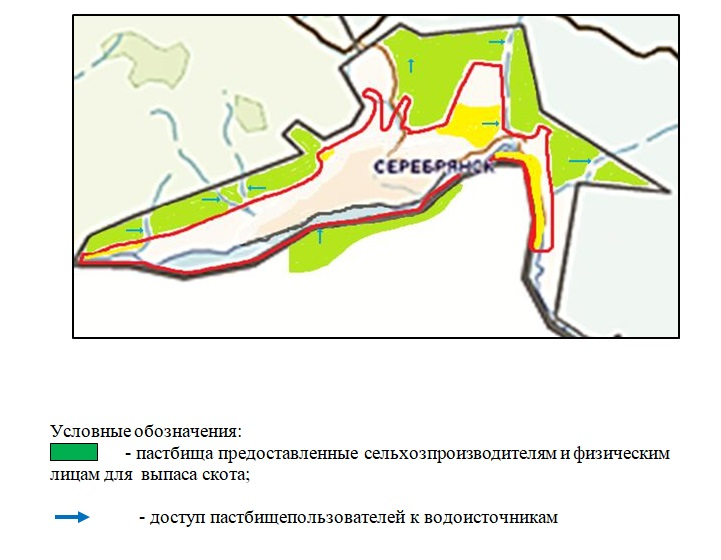 СЕРЕБРЯНСК
Условные обозначения:
- пастбища предоставленные сельхозпроизводителям и физическим
лицам для выпаса скота;
- доступ пастбищепользователей к водоисточникам